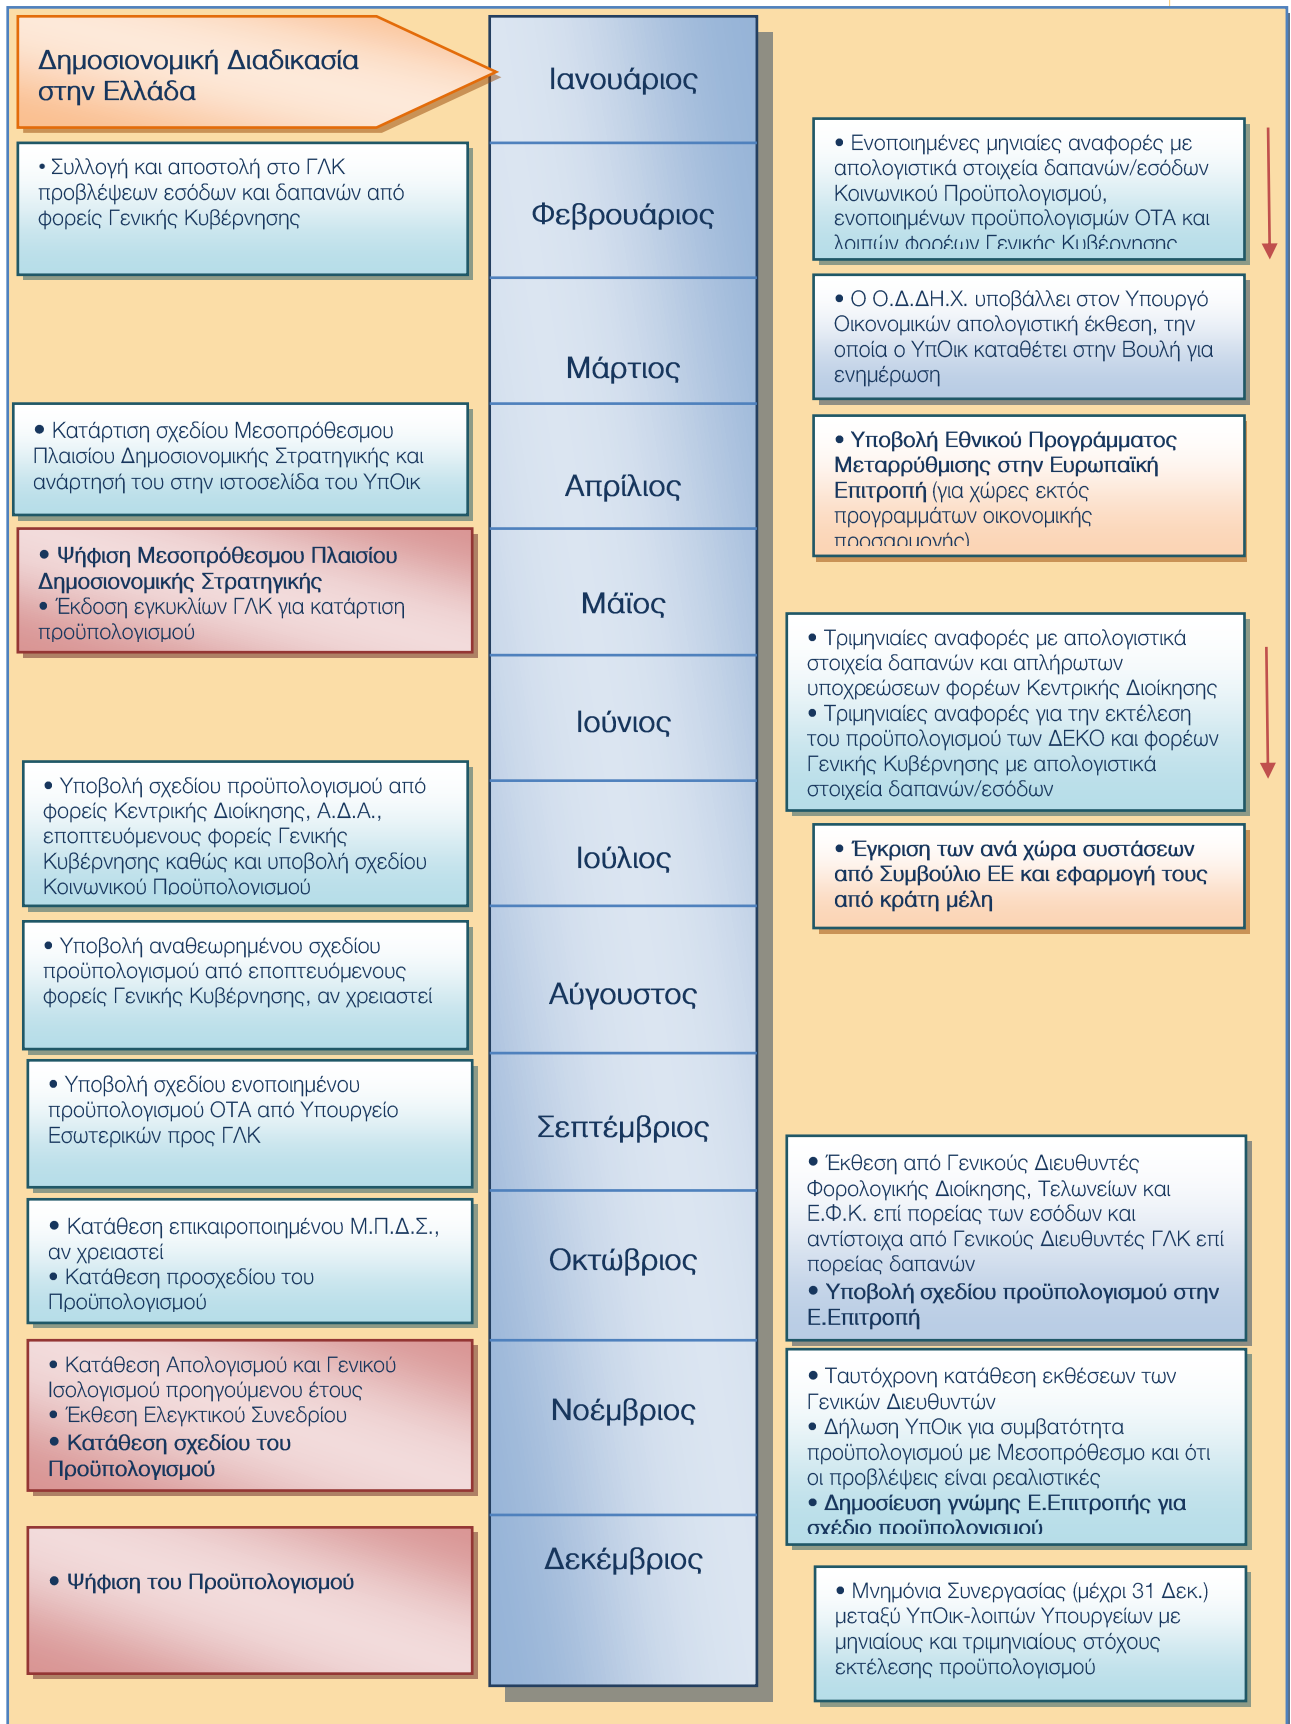 Δημοσιονομική Διαδικασία
στην Ελλάδα
Ιανουάριος
• Ενοποιημένες μηνιαίες αναφορές με
απολογιστικά στοιχεία δαπανών/εσόδων
Κοινωνικού Προϋπολογισμού,
ενοποιημένων προϋπολογισμών ΟΤΑ και
λοιπών φορέων Γενικής Κυβέρνησης
• Συλλογή και αποστολή στο ΓΛΚ
προβλέψεων εσόδων και δαπανών από
φορείς Γενικής Κυβέρνησης
Φεβρουάριος
• Ο Ο.Δ.ΔΗ.Χ. υποβάλλει στον Υπουργό
Οικονομικών απολογιστική έκθεση, την
οποία ο ΥπΟικ καταθέτει στην Βουλή για
ενημέρωση
Μάρτιος
• Κατάρτιση σχεδίου Μεσοπρόθεσμου
Πλαισίου Δημοσιονομικής Στρατηγικής και
ανάρτησή του στην ιστοσελίδα του ΥπΟικ
Απρίλιος
• Υποβολή Εθνικού Προγράμματος
Μεταρρύθμισης στην Ευρωπαϊκή
Επιτροπή (για χώρες εκτός
προγραμμάτων οικονομικής
προσαρμογής)
• Ψήφιση Μεσοπρόθεσμου Πλαισίου
Δημοσιονομικής Στρατηγικής
• Έκδοση εγκυκλίων ΓΛΚ για κατάρτιση
προϋπολογισμού
Μάϊος
• Τριμηνιαίες αναφορές με απολογιστικά
στοιχεία δαπανών και απλήρωτων
υποχρεώσεων φορέων Κεντρικής Διοίκησης
• Τριμηνιαίες αναφορές για την εκτέλεση
του προϋπολογισμού των ΔΕΚΟ και φορέων
Γενικής Κυβέρνησης με απολογιστικά
στοιχεία δαπανών/εσόδων
Ιούνιος
• Υποβολή σχεδίου προϋπολογισμού από
φορείς Κεντρικής Διοίκησης, Α.Δ.Α.,
εποπτευόμενους φορείς Γενικής
Κυβέρνησης καθώς και υποβολή σχεδίου
Κοινωνικού Προϋπολογισμού
Ιούλιος
• Έγκριση των ανά χώρα συστάσεων
από Συμβούλιο ΕΕ και εφαρμογή τους
από κράτη μέλη
• Υποβολή αναθεωρημένου σχεδίου
προϋπολογισμού από εποπτευόμενους
φορείς Γενικής Κυβέρνησης, αν χρειαστεί
Αύγουστος
• Υποβολή σχεδίου ενοποιημένου
προϋπολογισμού ΟΤΑ από Υπουργείο
Εσωτερικών προς ΓΛΚ
Σεπτέμβριος
• Έκθεση από Γενικούς Διευθυντές
Φορολογικής Διοίκησης, Τελωνείων και
Ε.Φ.Κ. επί πορείας των εσόδων και
αντίστοιχα από Γενικούς Διευθυντές ΓΛΚ επί
πορείας δαπανών
• Υποβολή σχεδίου προϋπολογισμού στην
Ε.Επιτροπή
• Κατάθεση επικαιροποιημένου Μ.Π.Δ.Σ.,
αν χρειαστεί
• Κατάθεση προσχεδίου του
Προϋπολογισμού
Οκτώβριος
• Κατάθεση Απολογισμού και Γενικού
Ισολογισμού προηγούμενου έτους
• Έκθεση Ελεγκτικού Συνεδρίου
• Κατάθεση σχεδίου του
Προϋπολογισμού
Νοέμβριος
• Ταυτόχρονη κατάθεση εκθέσεων των
Γενικών Διευθυντών
• Δήλωση ΥπΟικ για συμβατότητα
προϋπολογισμού με Μεσοπρόθεσμο και ότι
οι προβλέψεις είναι ρεαλιστικές
• Δημοσίευση γνώμης Ε.Επιτροπής για
σχέδιο προϋπολογισμού
Δεκέμβριος
• Ψήφιση του Προϋπολογισμού
• Μνημόνια Συνεργασίας (μέχρι 31 Δεκ.)
μεταξύ ΥπΟικ-λοιπών Υπουργείων με
μηνιαίους και τριμηνιαίους στόχους
εκτέλεσης προϋπολογισμού